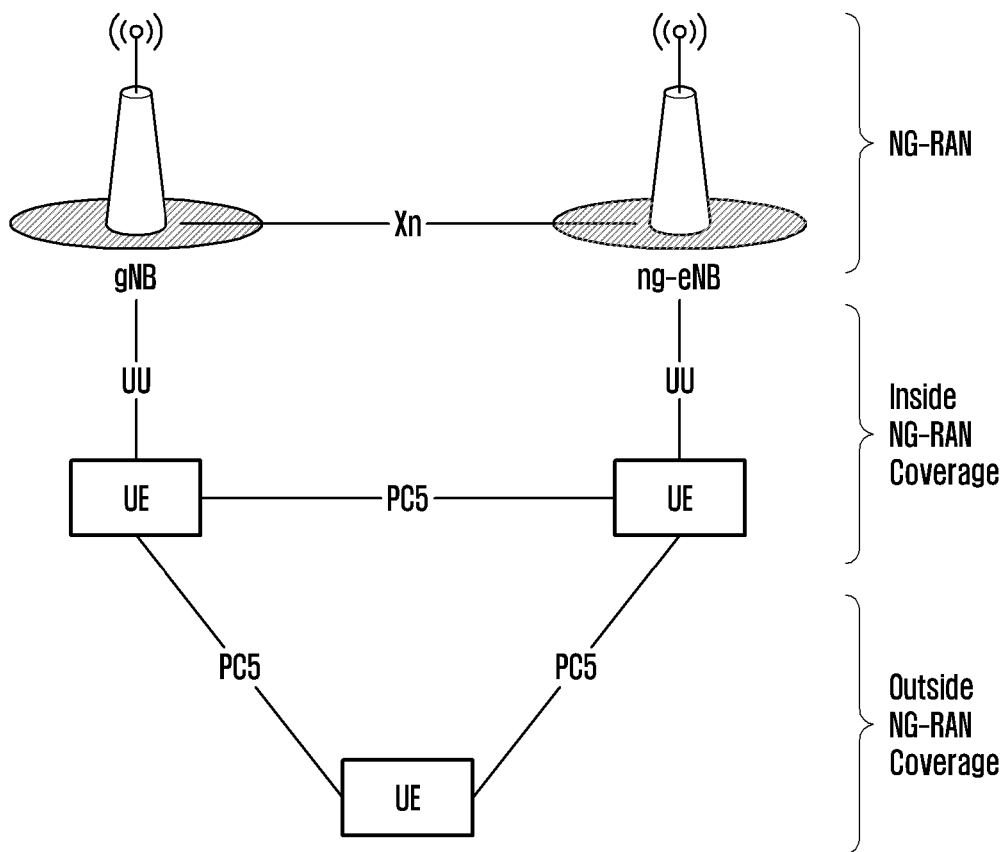 NG-RAN
Xn
gNB
ng-eNB
UU
UU
Inside
NG-RAN
Coverage
UE
PC5
UE
PC5
PC5
Outside
NG-RAN
Coverage
UE